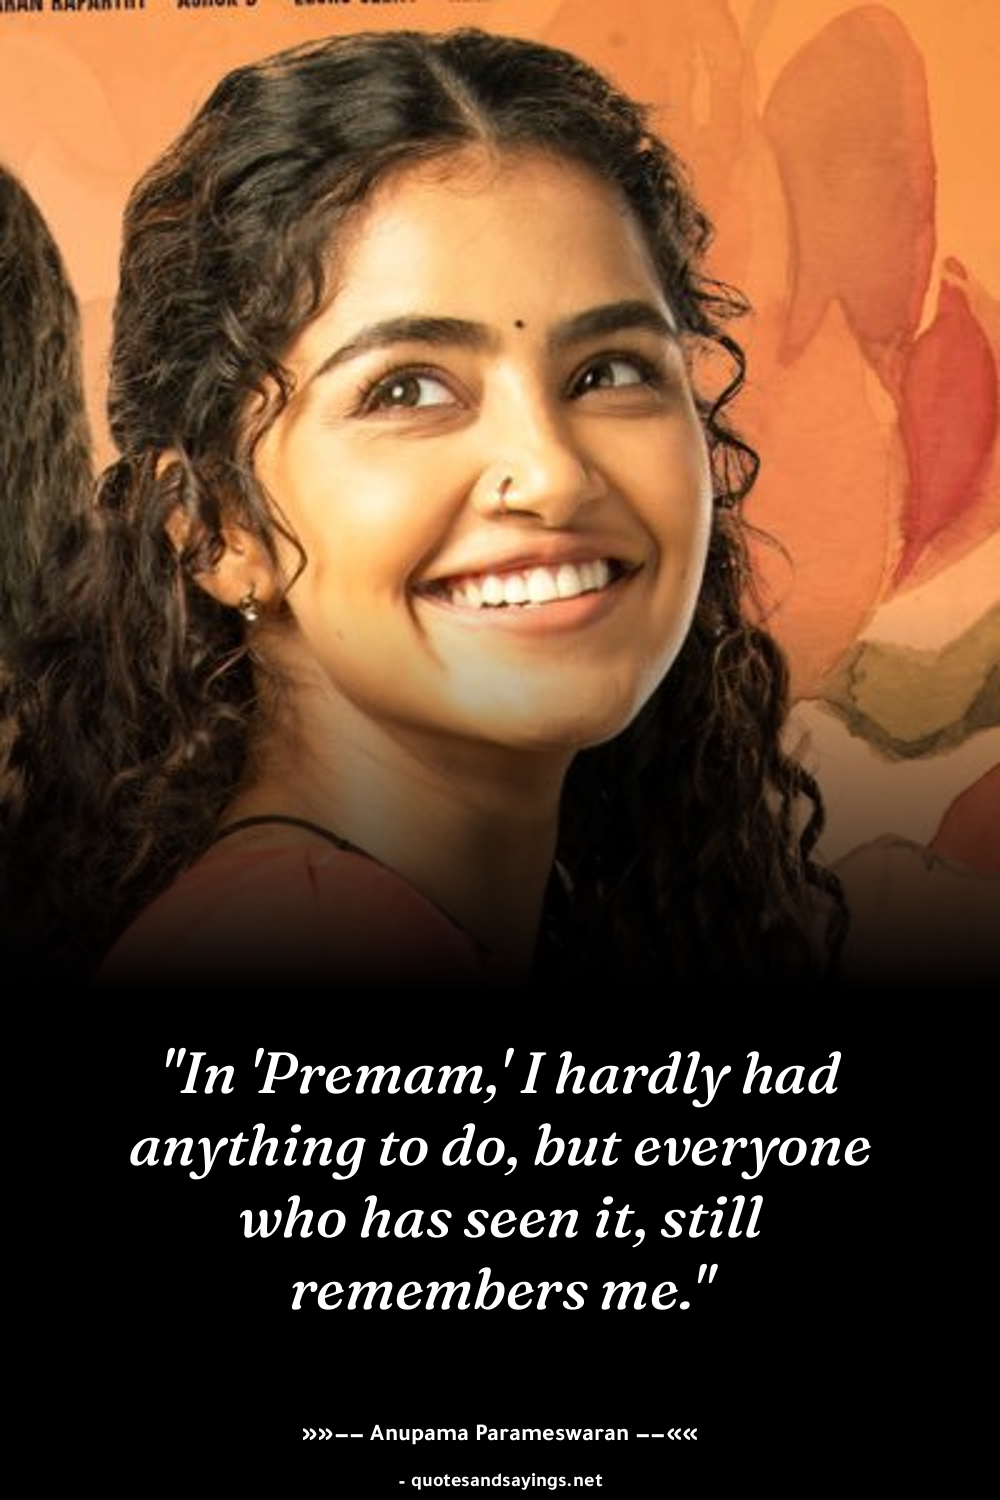 "In 'Premam,' I hardly had
anything to do, but everyone
who has seen it, still
remembers me."
»»−− Anupama Parameswaran −−««
- quotesandsayings.net